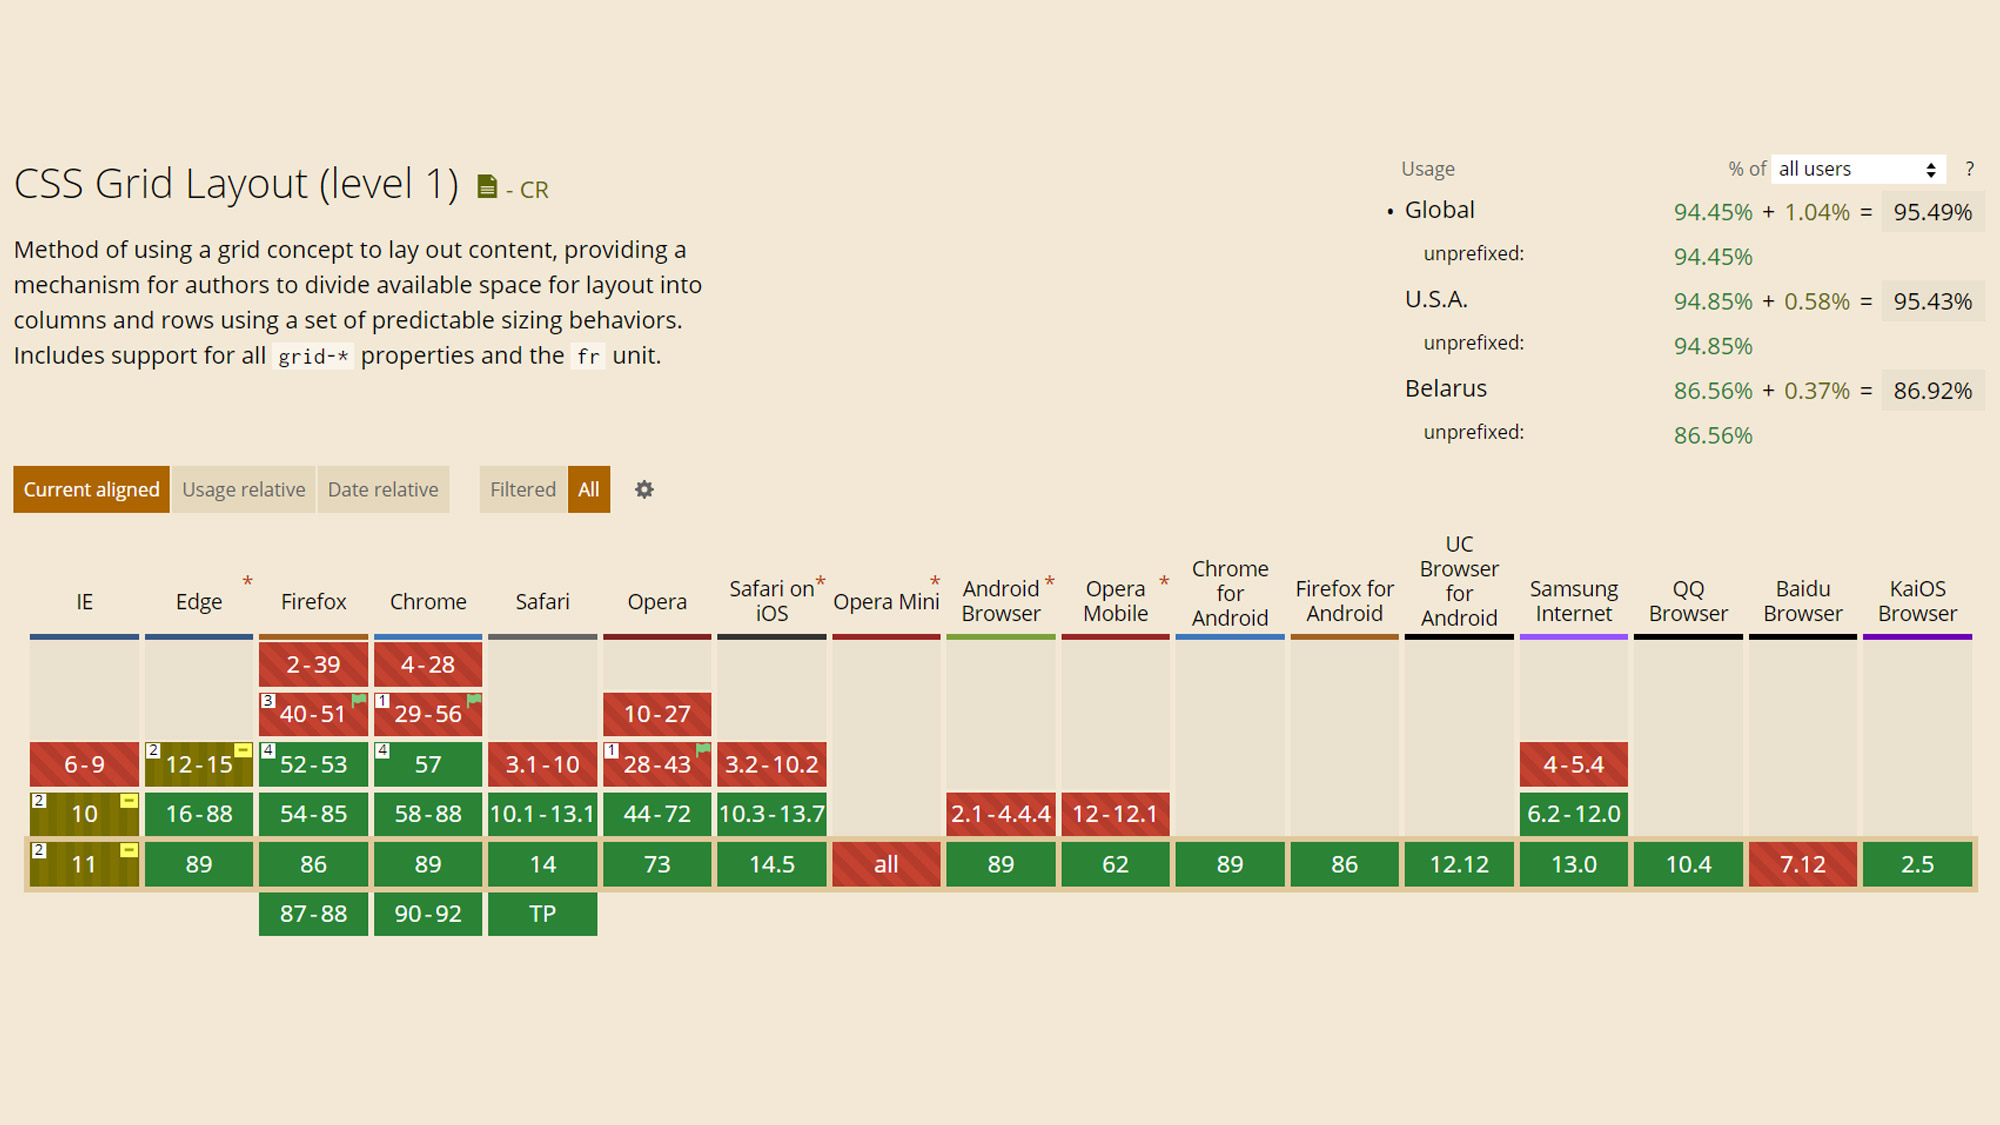 CSS Grid Layout (level 1) - CR
Method of using a grid concept to lay out content, providing a
mechanism for authors to divide available space for layout into
columns and rows using a set of predictable sizing behaviors.
Includes support for all grid-* properties and the fr unit.
Usage % of all users ?
• Global 94.45% + 1.04% = 95.49%
unprefixed: 94.45%
U.S.A. 94.85% + 0.58% = 95.43%
unprefixed: 94.85%
Belarus 86.56% + 0.37% = 86.92%
unprefixed: 86.56%
Current aligned Usage relative Date relative Filtered All
IE
Edge *
Firefox
Chrome
Safari
Opera
Safari on *
iOS
Opera Mini *
Android *
Browser
Opera *
Mobile
Chrome
for
Android
Firefox for
Android
UC
Browser
for
Android
Samsung
Internet
QQ
Browser
Baidu
Browser
KaiOS
Browser
2-39 4-28
3 40-51 1 29-56 10-27
6-9 2 12-15 4 52-53 4 57 3.1-10 1 28-43 3.2-10.2 4-5.4
2 10 16-88 54-85 58-88 10.1-13.1 44-72 10.3-13.7 2.1-4.4.4 12-12.1 6.2-12.0
2 11 89 86 89 14 73 14.5 all 89 62 89 86 12.12 13.0 10.4 7.12 2.5
87-88 90-92 TP